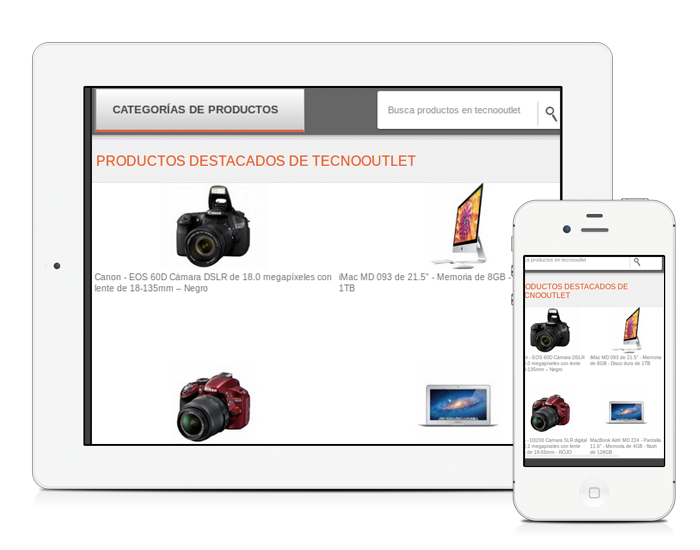 CATEGORÍAS DE PRODUCTOS
Busca productos en tecnooutlet
PRODUCTOS DESTACADOS DE TECNOOUTLET
Canon - EOS 60D Cámara DSLR de 18.0 megapíxeles con
lente de 18-135mm – Negro
iMac MD 093 de 21.5" - Memoria de 8GB -
1TB
ca productos en tecnooutlet
ODUCTOS DESTACADOS DE
CNOOUTLET
n - EOS 60D Cámara DSLR
.0 megapíxeles con lente
-135mm – Negro
iMac MD 093 de 21.5" - Memoria
de 8GB - Disco duro de 1TB
- D3200 Cámara SLR digital
.2 megapíxeles con lente
de 18-55mm - ROJO
MacBook AirR MD 224 - Pantalla
11.6" - Memoria de 4GB - flash
de 128GB